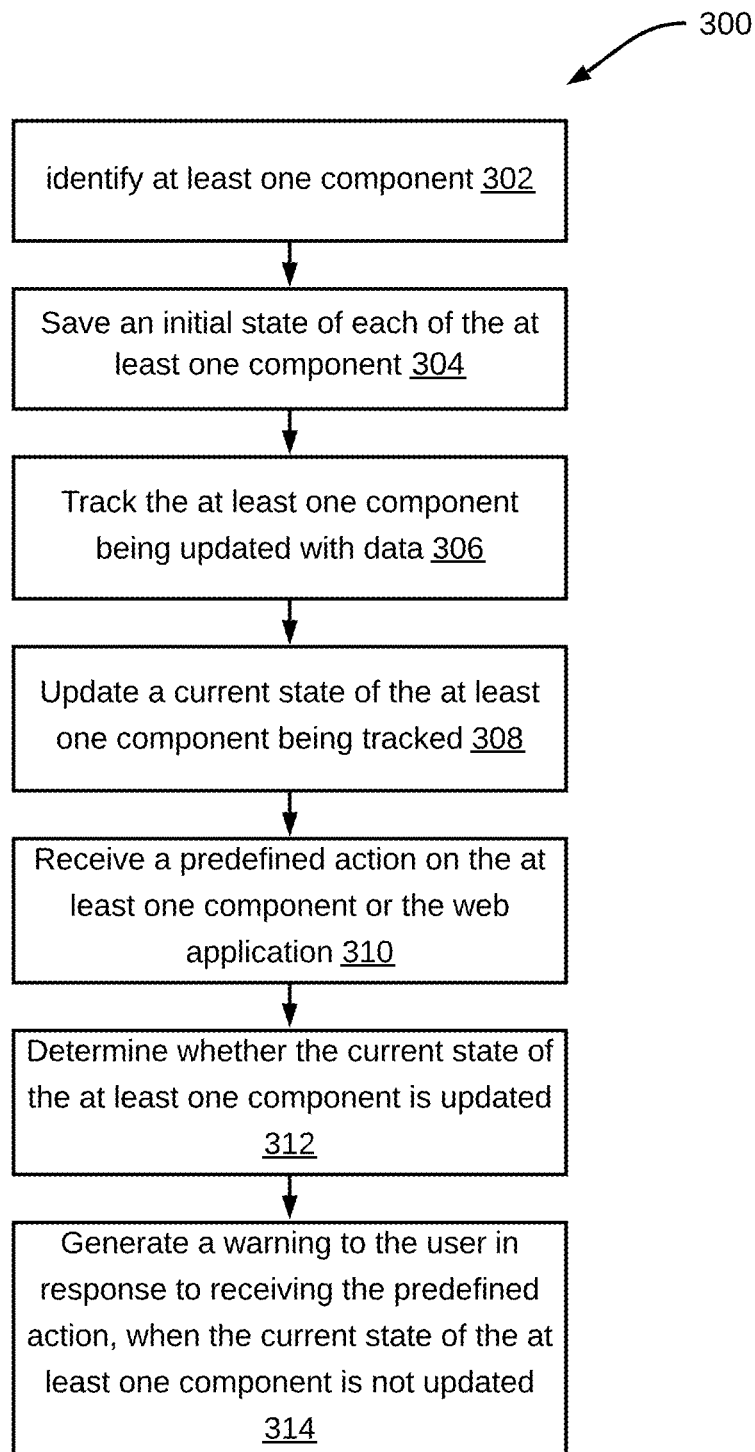 300
identify at least one component 302
Save an initial state of each of the at
least one component 304
Track the at least one component
being updated with data 306
Update a current state of the at least
one component being tracked 308
Receive a predefined action on the at
least one component or the web
application 310
Determine whether the current state of
the at least one component is updated
312
Generate a warning to the user in
response to receiving the predefined
action, when the current state of the at
least one component is not updated
314